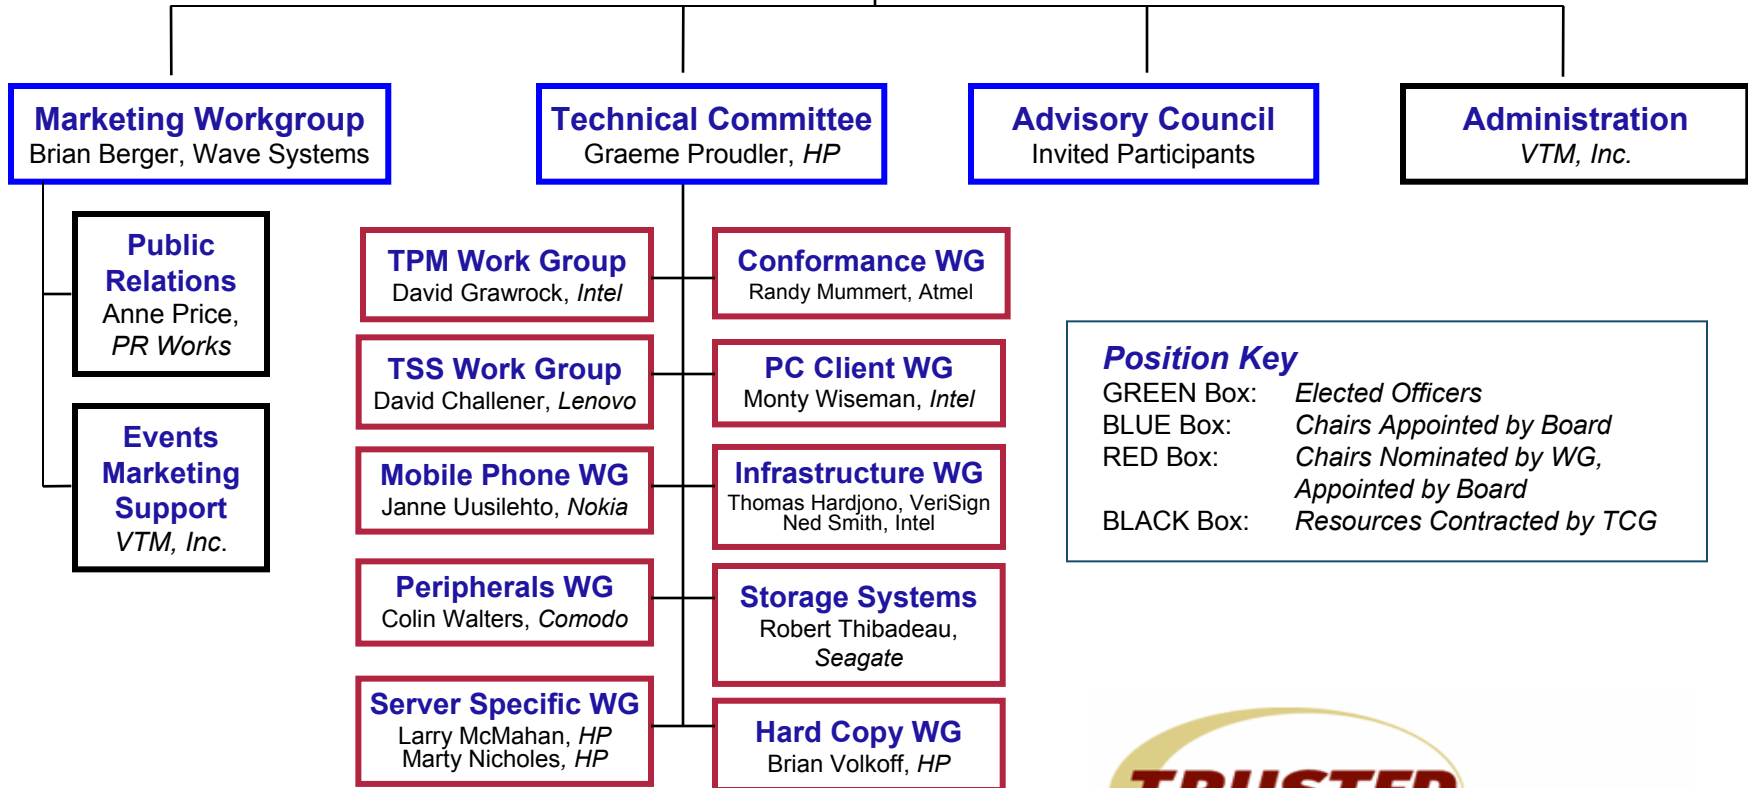 Marketing Workgroup
Brian Berger, Wave Systems
Technical Committee
Graeme Proudler, HP
Advisory Council
Invited Participants
Administration
VTM, Inc.
Public
Relations
Anne Price,
PR Works
Events
Marketing
Support
VTM, Inc.
TPM Work Group
David Grawrock, Intel
Conformance WG
Randy Mummert, Atmel
TSS Work Group
David Challener, Lenovo
PC Client WG
Monty Wiseman, Intel
Mobile Phone WG
Janne Uusilehto, Nokia
Infrastructure WG
Thomas Hardjono, VeriSign
Ned Smith, Intel
Peripherals WG
Colin Walters, Comodo
Storage Systems
Robert Thibadeau,
Seagate
Server Specific WG
Larry McMahan, HP
Marty Nicholes, HP
Hard Copy WG
Brian Volkoff, HP
Position Key
GREEN Box: Elected Officers
BLUE Box: Chairs Appointed by Board
RED Box: Chairs Nominated by WG,
Appointed by Board
BLACK Box: Resources Contracted by TCG
TRUSTED